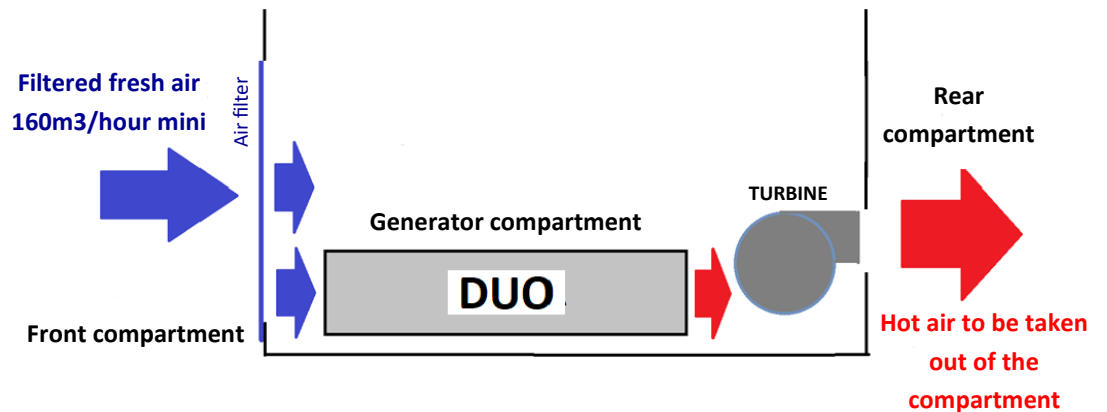 Filtered fresh air
160m3/hour mini
Air filter
Rear
compartment
TURBINE
Generator compartment
DUO
Front compartment
Hot air to be taken
out of the
compartment